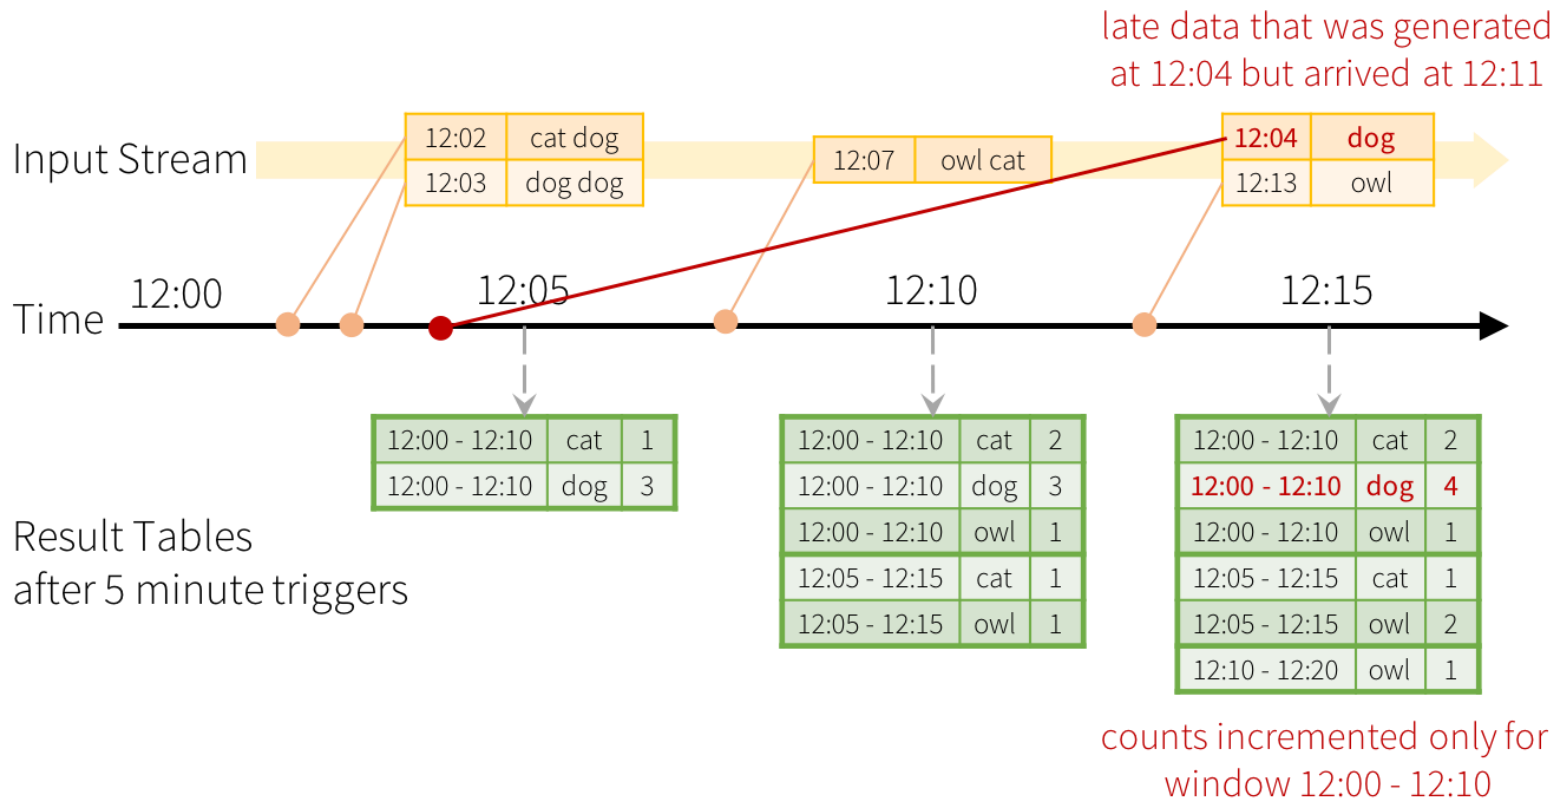 late data that was generated
at 12:04 but arrived at 12:11
Input Stream
12:02 cat dog
12:03 dog dog
12:07 owl cat
12:04 dog
12:13 owl
Time
12:00 12:05 12:10 12:15
Result Tables
after 5 minute triggers
12:00 - 12:10 cat 1
12:00 - 12:10 dog 3
12:00 - 12:10 cat 2
12:00 - 12:10 dog 3
12:00 - 12:10 owl 1
12:05 - 12:15 cat 1
12:05 - 12:15 owl 1
12:00 - 12:10 cat 2
12:00 - 12:10 dog 4
12:00 - 12:10 owl 1
12:05 - 12:15 cat 1
12:05 - 12:15 owl 2
12:10 - 12:20 owl 1
counts incremented only for
window 12:00 - 12:10